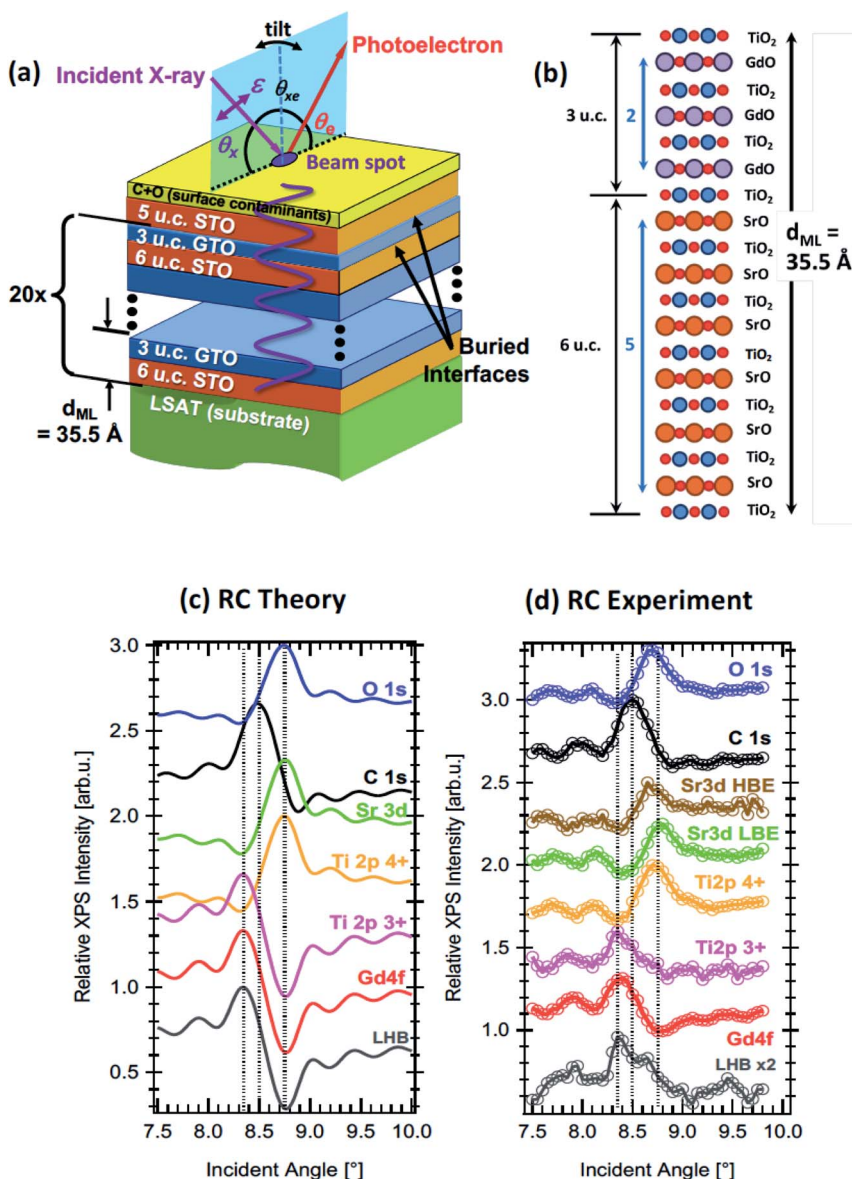 (a)
tilt
Photoelectron
Incident X-ray
ε
θxe
θe
θx
Beam spot
C+O (surface contaminants)
5 u.c. STO
3 u.c. GTO
6 u.c. STO
20x
Buried
Interfaces
3 u.c. GTO
6 u.c. STO
dML
= 35.5 Å
LSAT (substrate)
(b)
TiO2
GdO
TiO2
GdO
TiO2
GdO
TiO2
SrO
TiO2
SrO
TiO2
SrO
TiO2
SrO
TiO2
SrO
TiO2
SrO
TiO2
3 u.c.
2
6 u.c.
5
dML =
35.5 Å
(c) RC Theory
Relative XPS Intensity [arb.u.]
3.0
2.5
2.0
1.5
1.0
0.5
O 1s
C 1s
Sr 3d
Ti 2p 4+
Ti 2p 3+
Gd4f
LHB
7.5 8.0 8.5 9.0 9.5 10.0
Incident Angle [°]
(d) RC Experiment
Relative XPS Intensity [arb.u.]
3.0
2.5
2.0
1.5
1.0
O 1s
C 1s
Sr3d HBE
Sr3d LBE
Ti2p 4+
Ti2p 3+
Gd4f
LHB x2
7.5 8.0 8.5 9.0 9.5 10.0
Incident Angle [°]